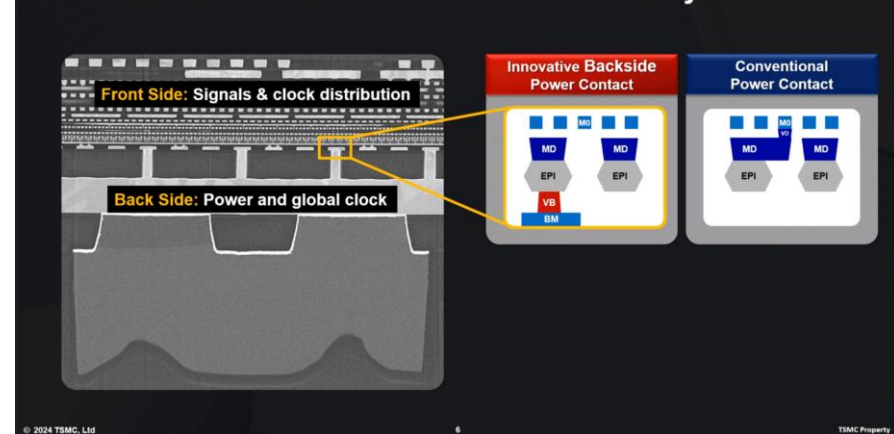 Front Side: Signals & clock distribution
Back Side: Power and global clock
Innovative Backside
Power Contact
M0
MD
MD
EPI
EPI
VB
BM
Conventional
Power Contact
M0
VD
MD
MD
EPI
EPI
© 2024 TSMC, Ltd
6
TSMC Property